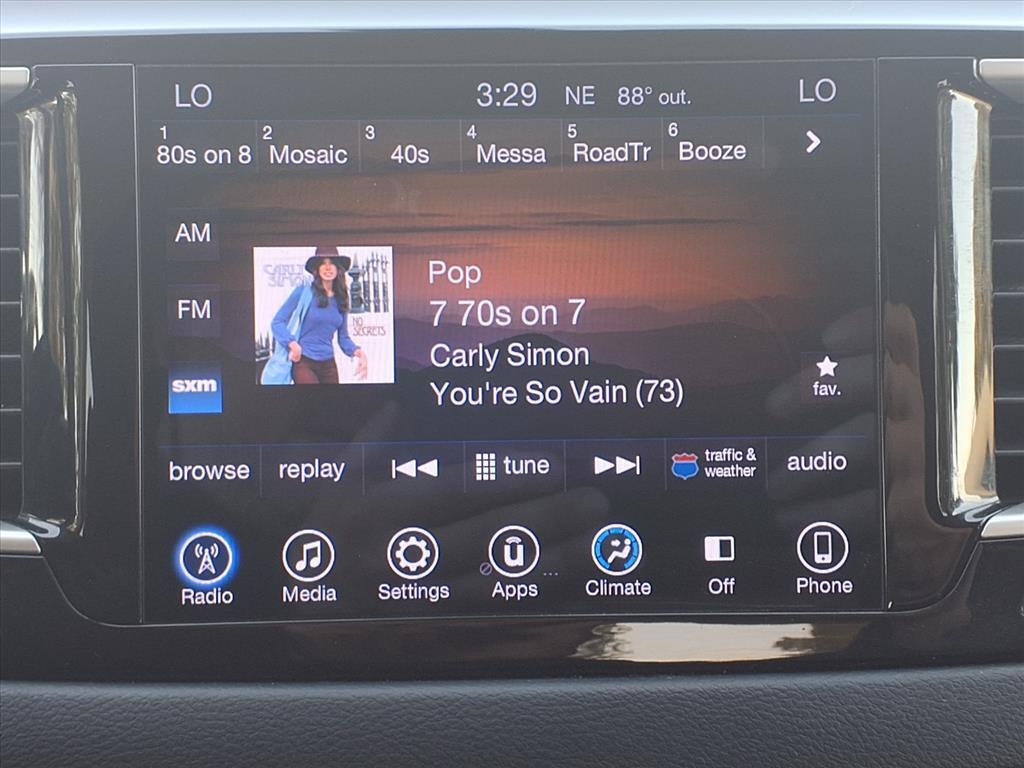 LO 3:29 NE 88° out. LO
1 2 3 4 5 6
80s on 8 Mosaic 40s Messa RoadTr Booze
AM
FM
sxm
CARLY
SIMON
NO
SECRETS
Pop
7 70s on 7
Carly Simon
You're So Vain (73)
fav.
browse replay tune traffic &
weather audio
Radio Media Settings Apps Climate Off Phone